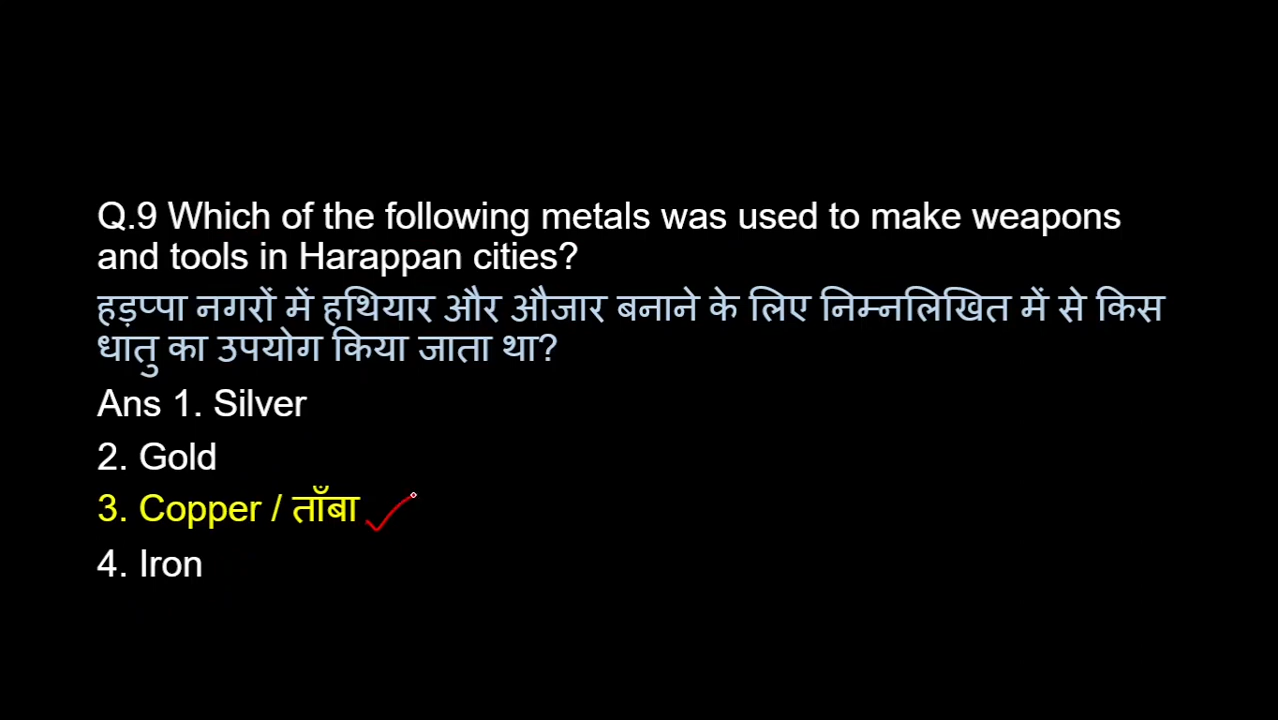 Q.9 Which of the following metals was used to make weapons
and tools in Harappan cities?
हड़प्पा नगरों में हथियार और औजार बनाने के लिए निम्नलिखित में से किस
धातु का उपयोग किया जाता था?
Ans 1. Silver
2. Gold
3. Copper / ताँबा
4. Iron